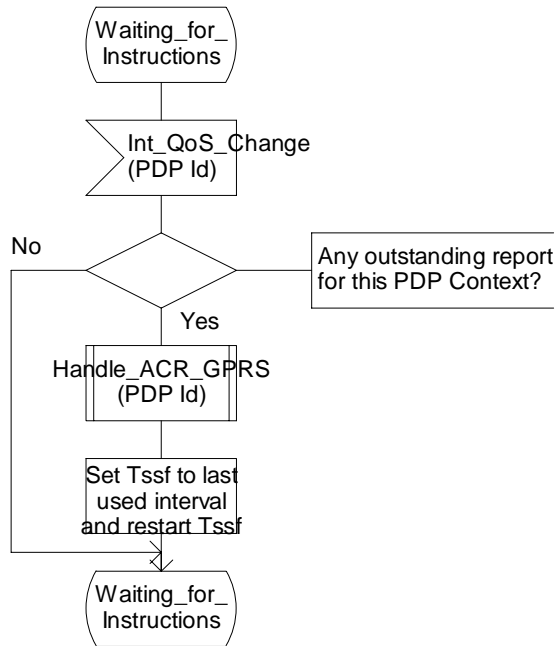 Waiting_for_
Instructions
Int_QoS_Change
(PDP Id)
No
Any outstanding report
for this PDP Context?
Yes
Handle_ACR_GPRS
(PDP Id)
Set Tssf to last
used interval
and restart Tssf
Waiting_for_
Instructions